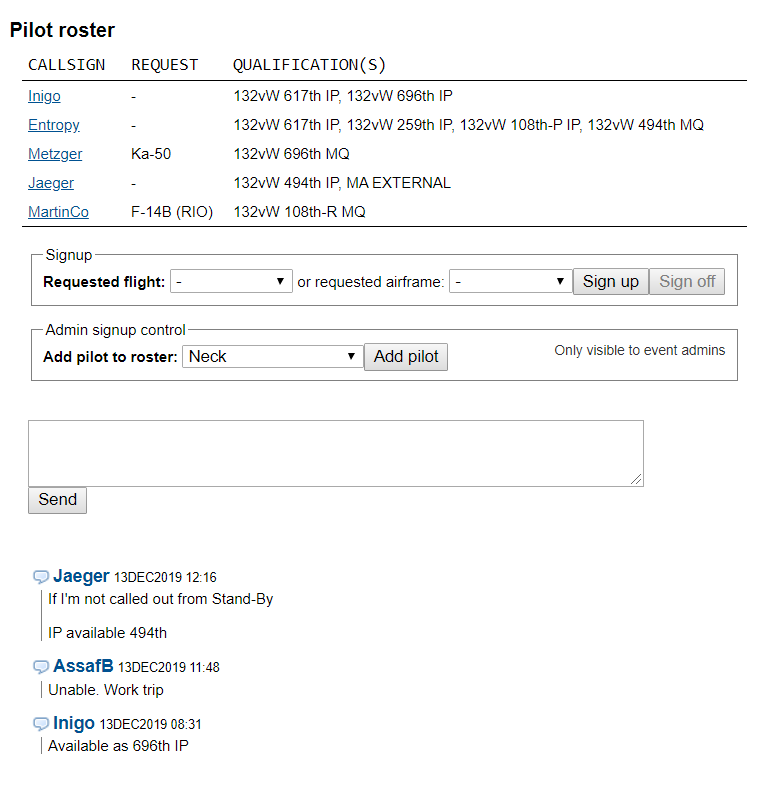 Pilot roster
CALLSIGN REQUEST QUALIFICATION(S)
Inigo - 132vW 617th IP, 132vW 696th IP
Entropy - 132vW 617th IP, 132vW 259th IP, 132vW 108th-P IP, 132vW 494th MQ
Metzger Ka-50 132vW 696th MQ
Jaeger - 132vW 494th IP, MA EXTERNAL
MartinCo F-14B (RIO) 132vW 108th-R MQ
Signup
Requested flight: - or requested airframe: - Sign up Sign off
Admin signup control
Add pilot to roster: Neck Add pilot Only visible to event admins
Send
Jaeger 13DEC2019 12:16
If I'm not called out from Stand-By
IP available 494th
AssafB 13DEC2019 11:48
Unable. Work trip
Inigo 13DEC2019 08:31
Available as 696th IP